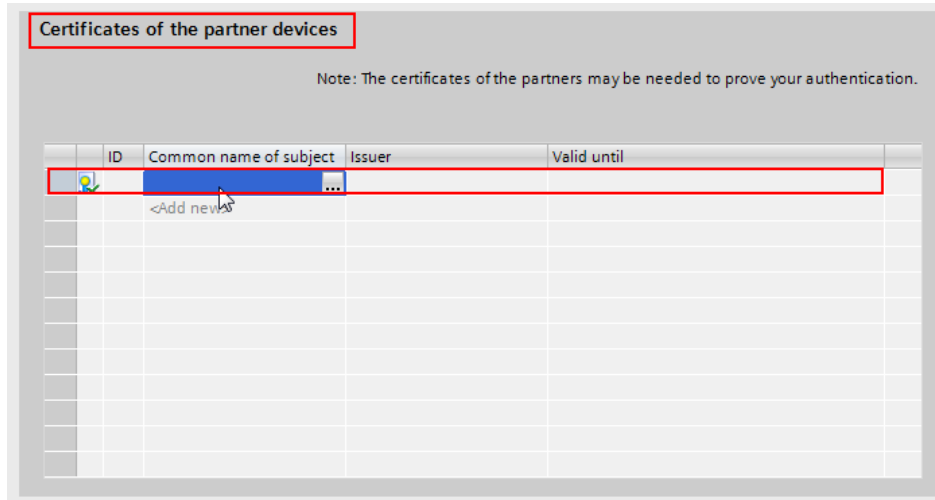 Certificates of the partner devices
Note: The certificates of the partners may be needed to prove your authentication.
ID Common name of subject Issuer Valid until
...
<Add new>